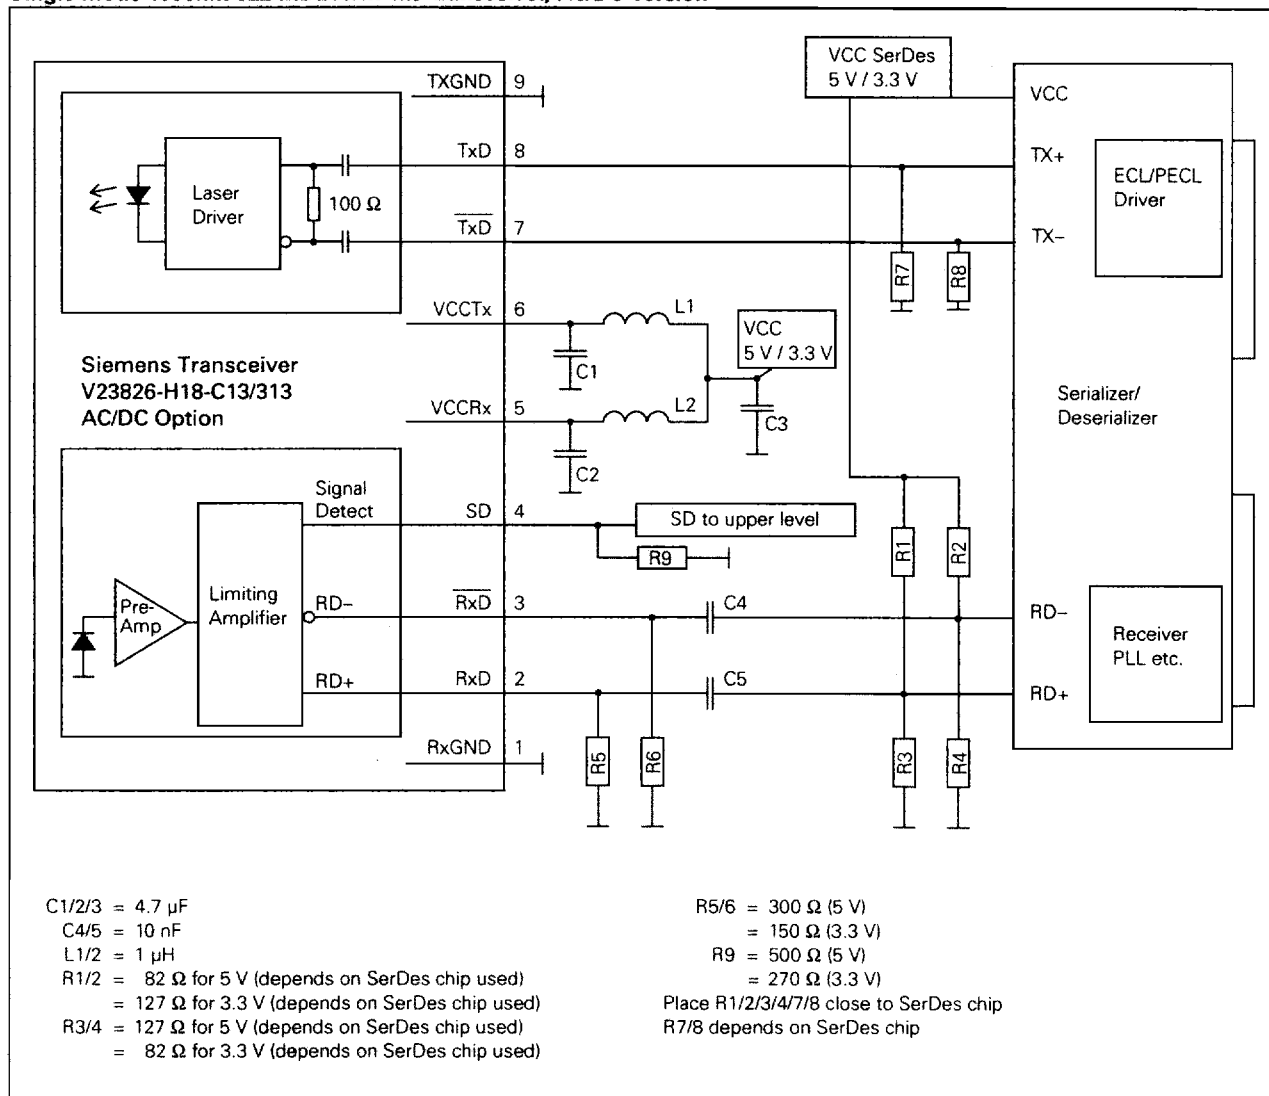 VCC SerDes
5 V / 3.3 V
TXGND 9
VCC
TxD 8
TX+
ECL/PECL
Driver
Laser
Driver
100 Ω
TxD 7
TX–
R7
R8
VCCTx 6
L1
VCC
5 V / 3.3 V
C1
Siemens Transceiver
V23826-H18-C13/313
AC/DC Option
VCCRx 5
L2
C3
Serializer/
Deserializer
C2
Signal
Detect
SD 4
SD to upper level
R9
R1
R2
Pre-
Amp
Limiting
Amplifier
RD–
RxD 3
C4
RD–
Receiver
PLL etc.
RD+
RxD 2
C5
RD+
RxGND 1
R5
R6
R3
R4
C1/2/3 = 4.7 µF
C4/5 = 10 nF
L1/2 = 1 µH
R1/2 = 82 Ω for 5 V (depends on SerDes chip used)
= 127 Ω for 3.3 V (depends on SerDes chip used)
R3/4 = 127 Ω for 5 V (depends on SerDes chip used)
= 82 Ω for 3.3 V (depends on SerDes chip used)
R5/6 = 300 Ω (5 V)
= 150 Ω (3.3 V)
R9 = 500 Ω (5 V)
= 270 Ω (3.3 V)
Place R1/2/3/4/7/8 close to SerDes chip
R7/8 depends on SerDes chip